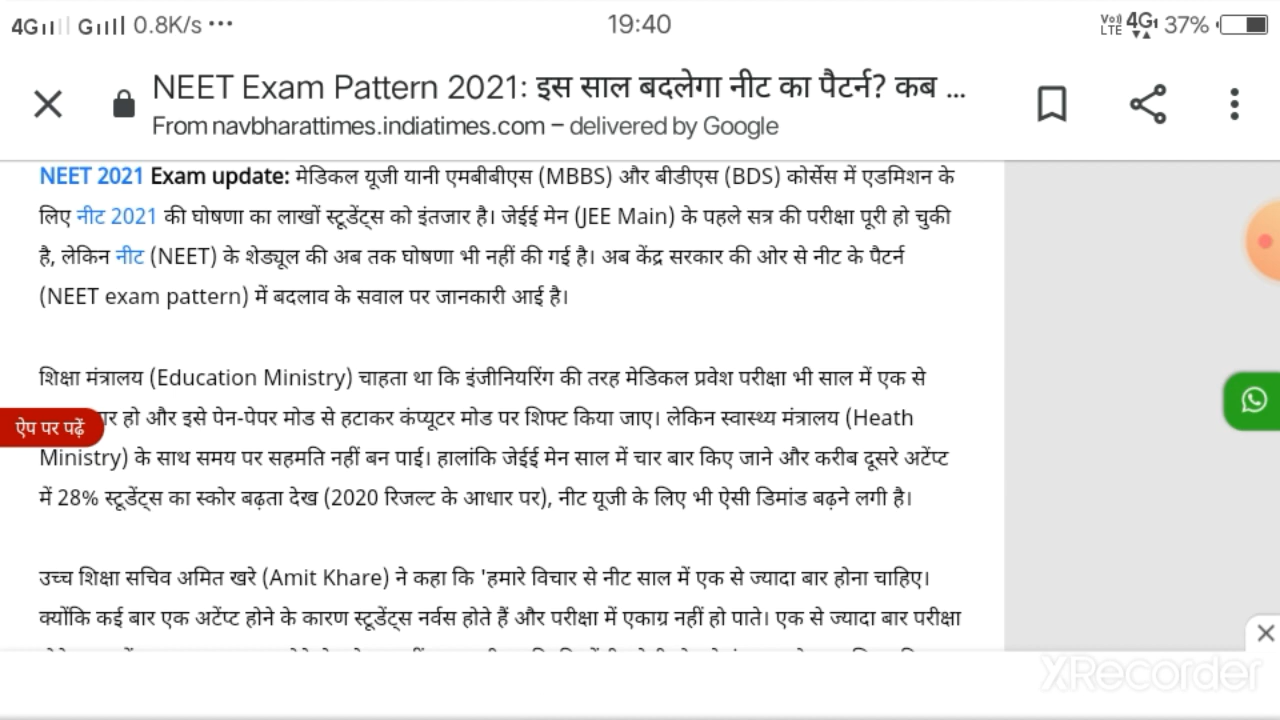 4G G 0.8K/s ••• 19:40 Vo)) LTE 4G 37%
NEET Exam Pattern 2021: इस साल बदलेगा नीट का पैटर्न? कब ...
From navbharattimes.indiatimes.com – delivered by Google
NEET 2021 Exam update: मेडिकल यूजी यानी एमबीबीएस (MBBS) और बीडीएस (BDS) कोर्सेस में एडमिशन के
लिए नीट 2021 की घोषणा का लाखों स्टूडेंट्स को इंतजार है। जेईई मेन (JEE Main) के पहले सत्र की परीक्षा पूरी हो चुकी
है, लेकिन नीट (NEET) के शेड्यूल की अब तक घोषणा भी नहीं की गई है। अब केंद्र सरकार की ओर से नीट के पैटर्न
(NEET exam pattern) में बदलाव के सवाल पर जानकारी आई है।
शिक्षा मंत्रालय (Education Ministry) चाहता था कि इंजीनियरिंग की तरह मेडिकल प्रवेश परीक्षा भी साल में एक से
ऐप पर पढ़ें
र हो और इसे पेन-पेपर मोड से हटाकर कंप्यूटर मोड पर शिफ्ट किया जाए। लेकिन स्वास्थ्य मंत्रालय (Heath
Ministry) के साथ समय पर सहमति नहीं बन पाई। हालांकि जेईई मेन साल में चार बार किए जाने और करीब दूसरे अटेंप्ट
में 28% स्टूडेंट्स का स्कोर बढ़ता देख (2020 रिजल्ट के आधार पर), नीट यूजी के लिए भी ऐसी डिमांड बढ़ने लगी है।
उच्च शिक्षा सचिव अमित खरे (Amit Khare) ने कहा कि 'हमारे विचार से नीट साल में एक से ज्यादा बार होना चाहिए।
क्योंकि कई बार एक अटेंप्ट होने के कारण स्टूडेंट्स नर्वस होते हैं और परीक्षा में एकाग्र नहीं हो पाते। एक से ज्यादा बार परीक्षा
XRecorder